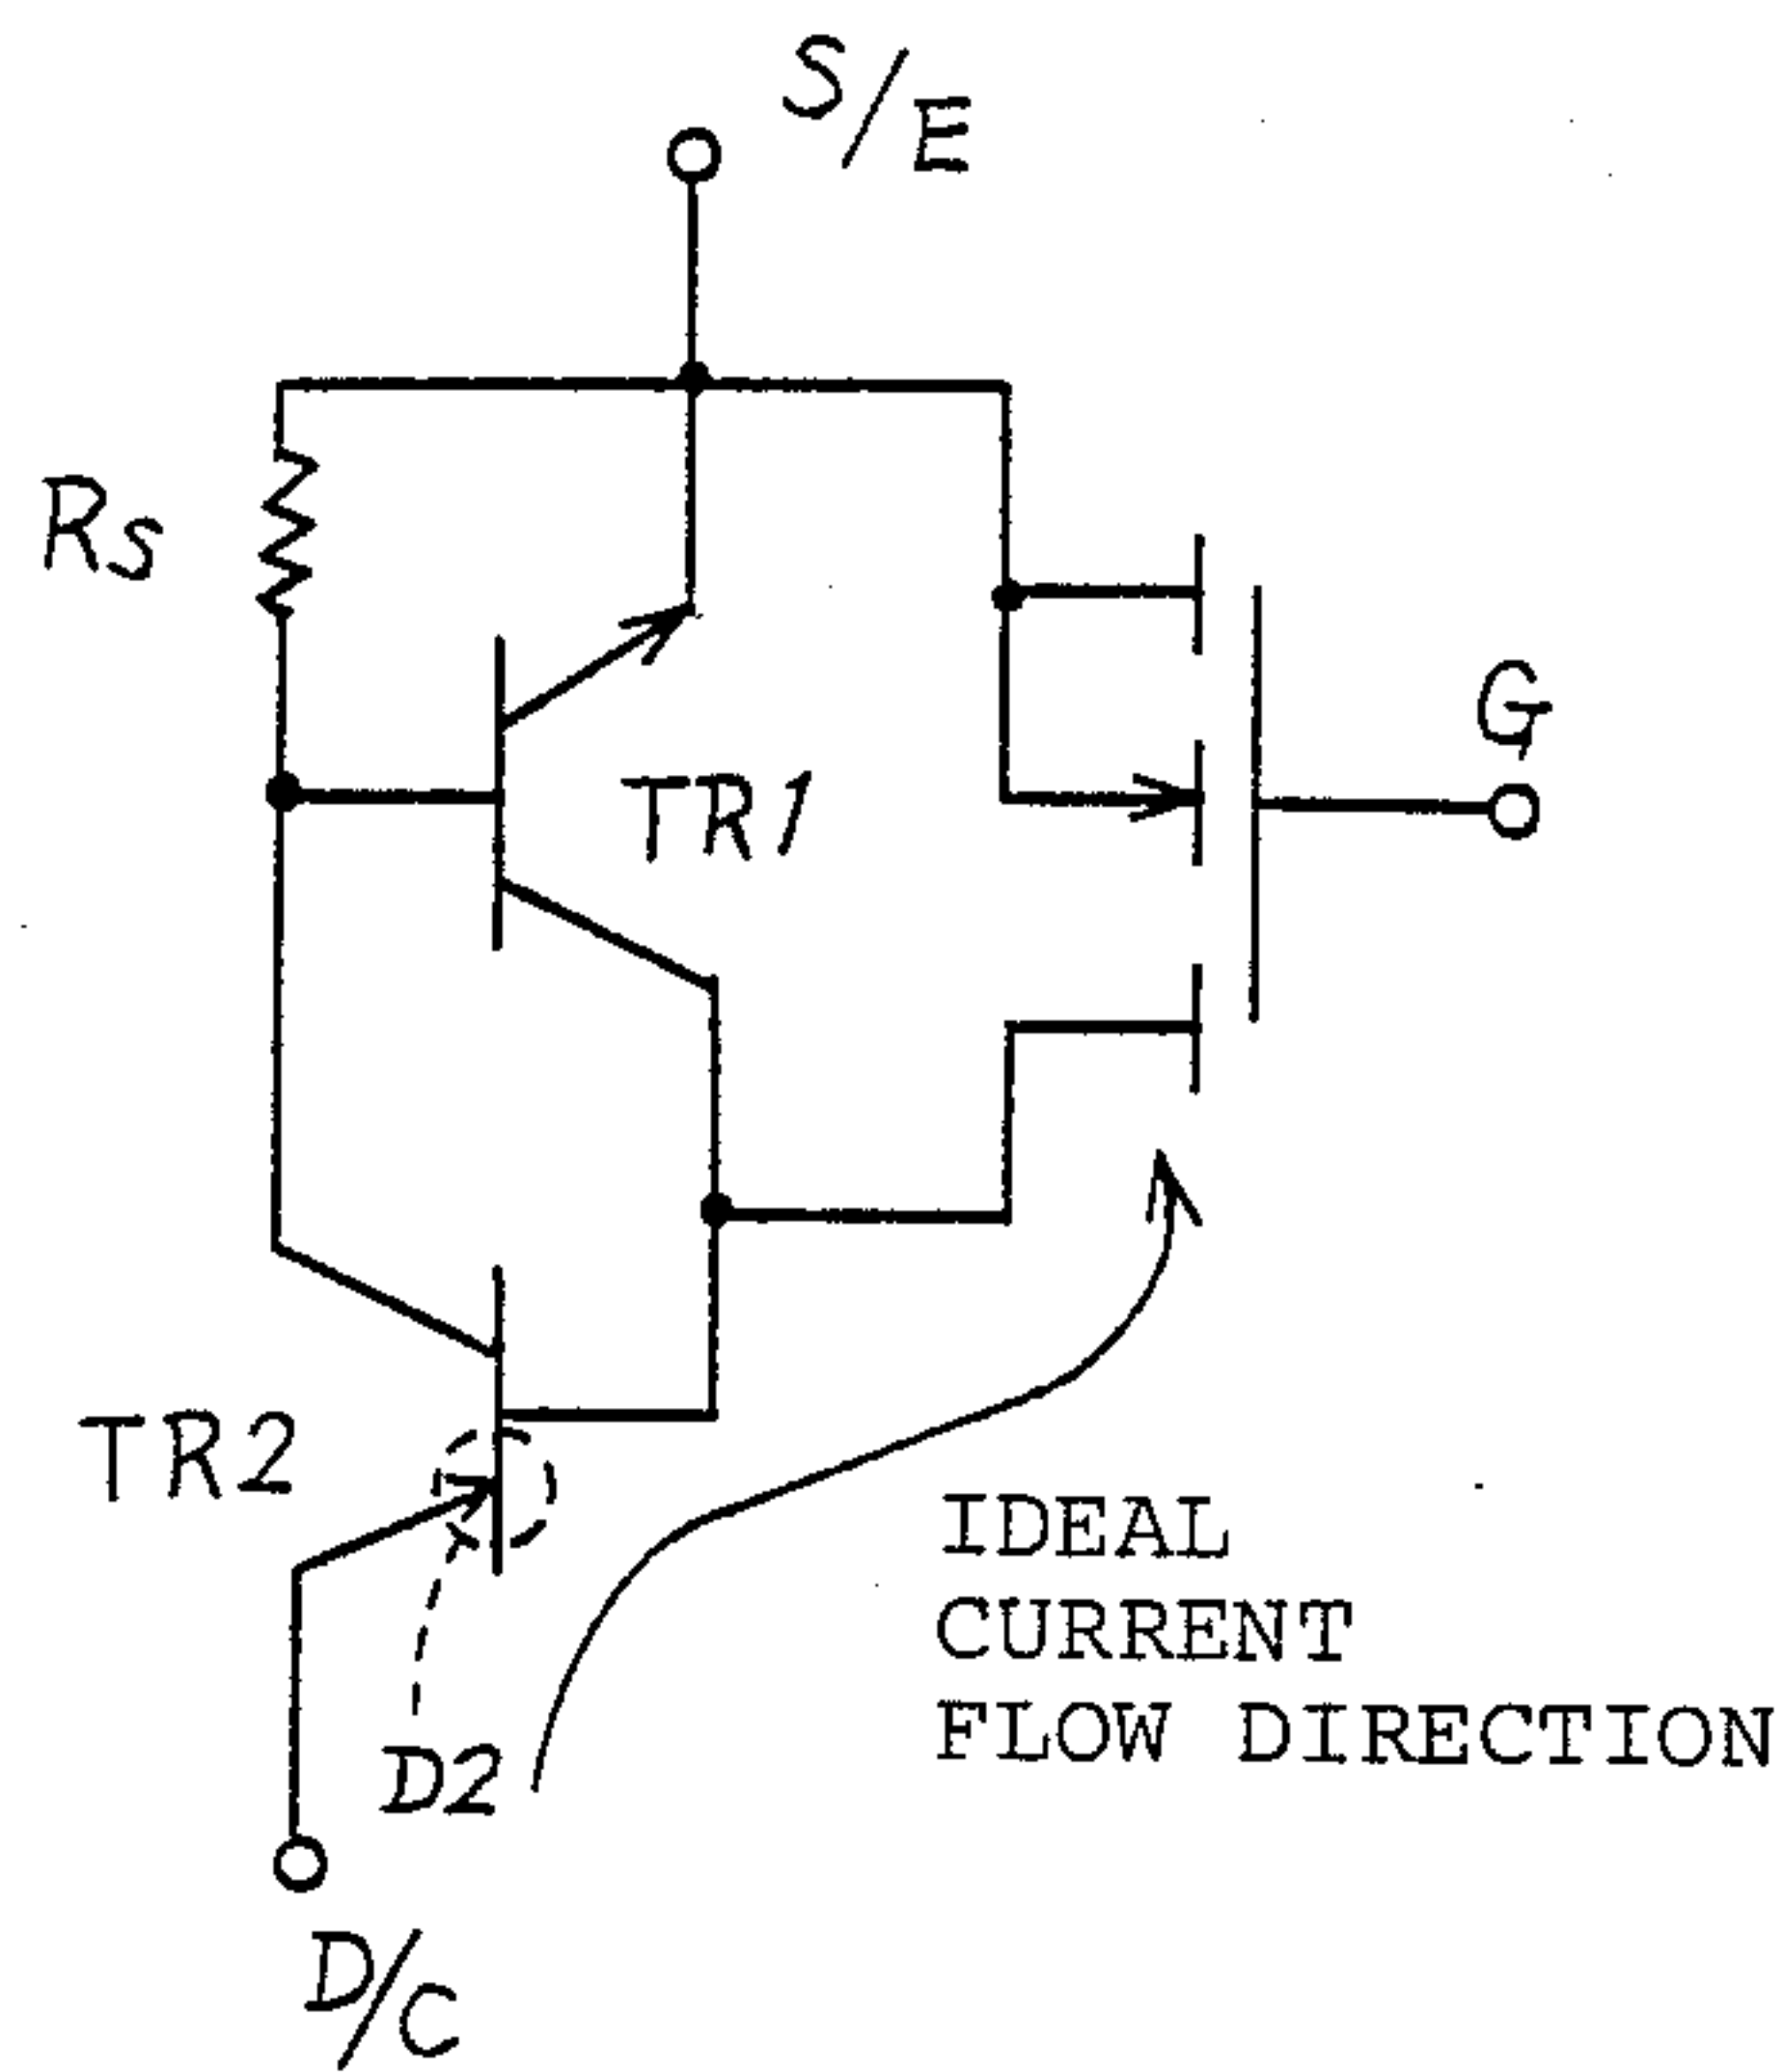 S/E
Rs
G
TR1
TR2
IDEAL
CURRENT
FLOW DIRECTION
D2
D/C